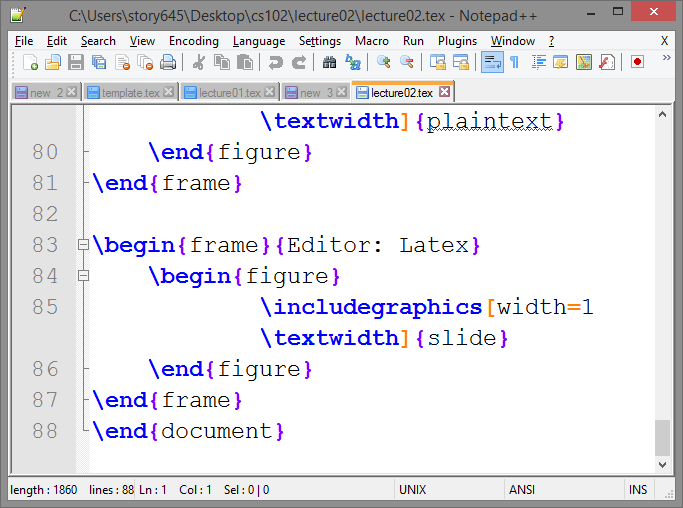 C:\Users\story645\Desktop\cs102\lecture02\lecture02.tex - Notepad++
File Edit Search View Encoding Language Settings Macro Run Plugins Window ? X
new 2 template.tex lecture01.tex new 3 lecture02.tex
\textwidth]{plaintext}
80 \end{figure}
81 \end{frame}
82
83 \begin{frame}{Editor: Latex}
84 \begin{figure}
85 \includegraphics[width=1
\textwidth]{slide}
86 \end{figure}
87 \end{frame}
88 \end{document}
length : 1860 lines : 88 Ln : 1 Col : 1 Sel : 0 | 0 UNIX ANSI INS